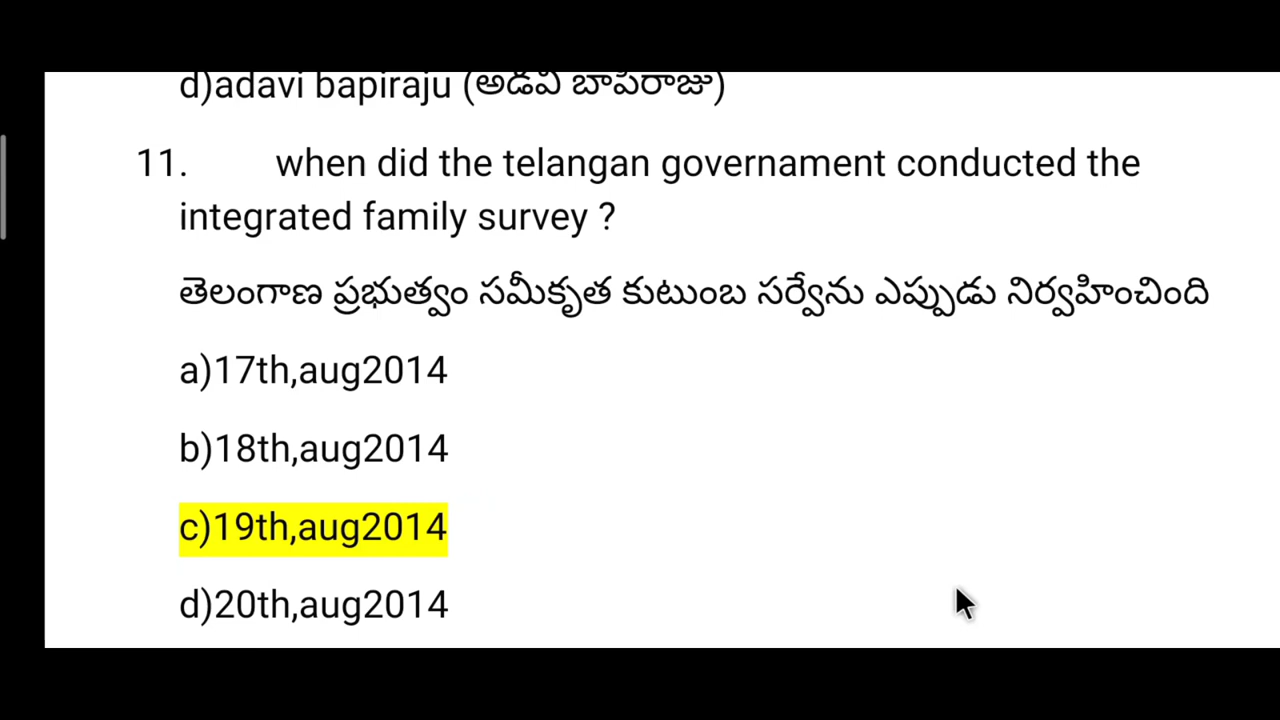 d)adavi bapiraju (అడవి బాపిరాజు)
11. when did the telangan governament conducted the
integrated family survey ?
తెలంగాణ ప్రభుత్వం సమీకృత కుటుంబ సర్వేను ఎప్పుడు నిర్వహించింది
a)17th,aug2014
b)18th,aug2014
c)19th,aug2014
d)20th,aug2014